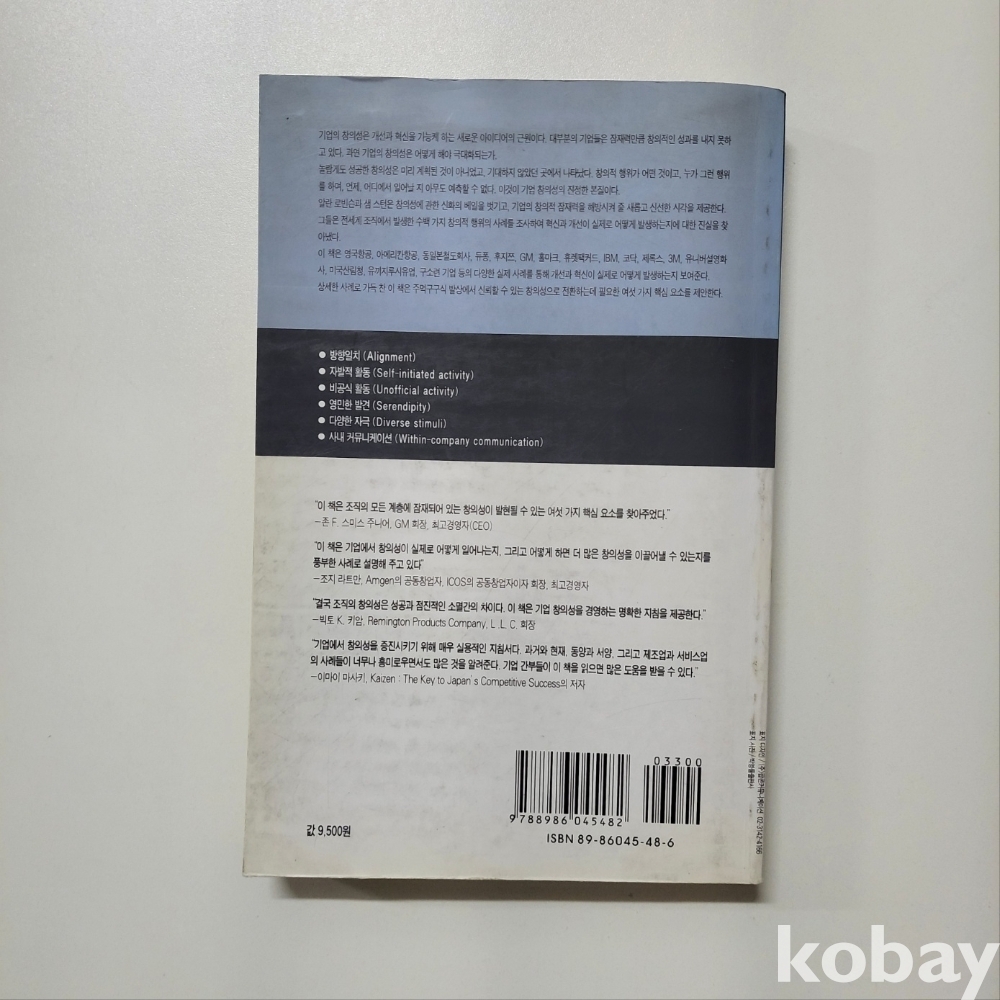 기업의 창의성은 개선과 혁신을 가능케 하는 새로운 아이디어의 근원이다. 대부분의 기업들은 잠재력만큼 창의적인 성과를 내지 못하
고 있다. 과연 기업의 창의성은 어떻게 해야 극대화되는가.
놀랍게도 성공한 창의성은 미리 계획된 것이 아니었고, 기대하지 않았던 곳에서 나타났다. 창의적 행위가 어떤 것이고, 누가 그런 행위
를 하며, 언제, 어디에서 일어날 지 아무도 예측할 수 없다. 이것이 기업 창의성의 진정한 본질이다.
알란 로빈슨과 샘 스턴은 창의성에 관한 신화의 베일을 벗기고, 기업의 창의적 잠재력을 해방시켜 줄 새롭고 신선한 시각을 제공한다.
그들은 전세계 조직에서 발생한 수백 가지 창의적 행위의 사례를 조사하여 혁신과 개선이 실제로 어떻게 발생하는지에 대한 진실을 찾
아냈다.
이 책은 영국항공, 아메리칸항공, 동일본철도회사, 듀퐁, 후지쯔, GM, 홀마크, 휴렛팩커드, IBM, 코닥, 제록스, 3M, 유니버설영화
사, 미국산림청, 유끼지루시유업, 구소련 기업 등의 다양한 실제 사례를 통해 개선과 혁신이 실제로 어떻게 발생하는지 보여준다.
상세한 사례로 가득 찬 이 책은 주먹구구식 발상에서 신뢰할 수 있는 창의성으로 전환하는데 필요한 여섯 가지 핵심 요소를 제안한다.
● 방향일치 (Alignment)
● 자발적 활동 (Self-initiated activity)
● 비공식 활동 (Unofficial activity)
● 영민한 발견 (Serendipity)
● 다양한 자극 (Diverse stimuli)
● 사내 커뮤니케이션 (Within-company communication)
"이 책은 조직의 모든 계층에 잠재되어 있는 창의성이 발현될 수 있는 여섯 가지 핵심 요소를 찾아주었다."
—존 F. 스미스 주니어, GM 회장, 최고경영자(CEO)
"이 책은 기업에서 창의성이 실제로 어떻게 일어나는지, 그리고 어떻게 하면 더 많은 창의성을 이끌어낼 수 있는지를
풍부한 사례로 설명해 주고 있다"
—조지 라트만, Amgen의 공동창업자, ICOS의 공동창업자이자 회장, 최고경영자
"결국 조직의 창의성은 성공과 점진적인 소멸간의 차이다. 이 책은 기업 창의성을 경영하는 명확한 지침을 제공한다."
—빅토 K. 키암, Remington Products Company, L. L. C. 회장
"기업에서 창의성을 증진시키기 위해 매우 실용적인 지침서다. 과거와 현재, 동양과 서양, 그리고 제조업과 서비스업
의 사례들이 너무나 흥미로우면서도 많은 것을 알려준다. 기업 간부들이 이 책을 읽으면 많은 도움을 받을 수 있다."
—이마이 마사키, Kaizen : The Key to Japan's Competitive Success의 저자
03300
9 788986 045482
ISBN 89-86045-48-6
값 9,500원
kobay